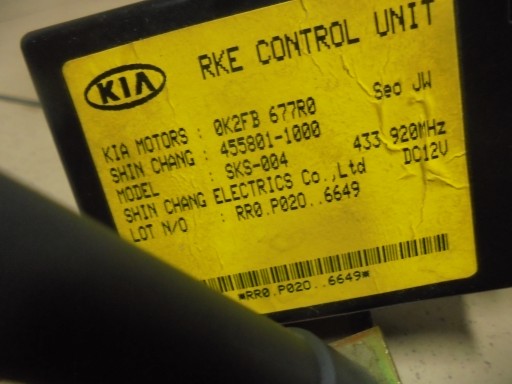 KIA
RKE CONTROL UNIT
KIA MOTORS : 0K2FB 677R0
SHIN CHANG : 455801-1000 Seo JW
MODEL : SKS-004 433.920MHz
SHIN CHANG ELECTRICS Co.,Ltd DC12V
LOT N/O : RR0.P020..6649
*RR0.P020..6649*